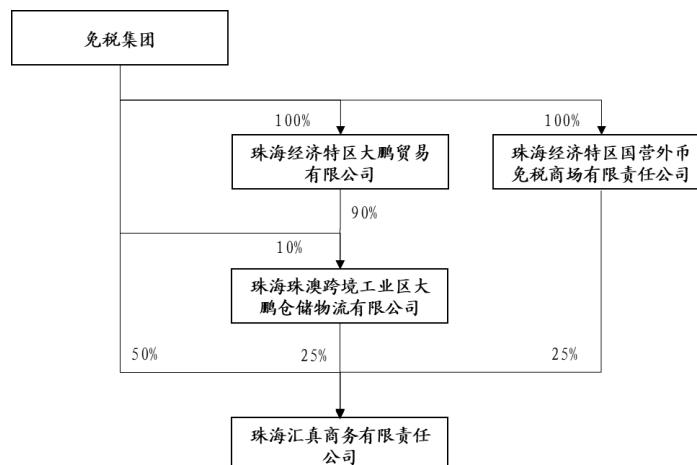 免税集团
100%
100%
珠海经济特区大鹏贸易
有限公司
珠海经济特区国营外币
免税商场有限责任公司
90%
10%
珠海珠澳跨境工业区大
鹏仓储物流有限公司
50%
25%
25%
珠海汇真商务有限责任
公司